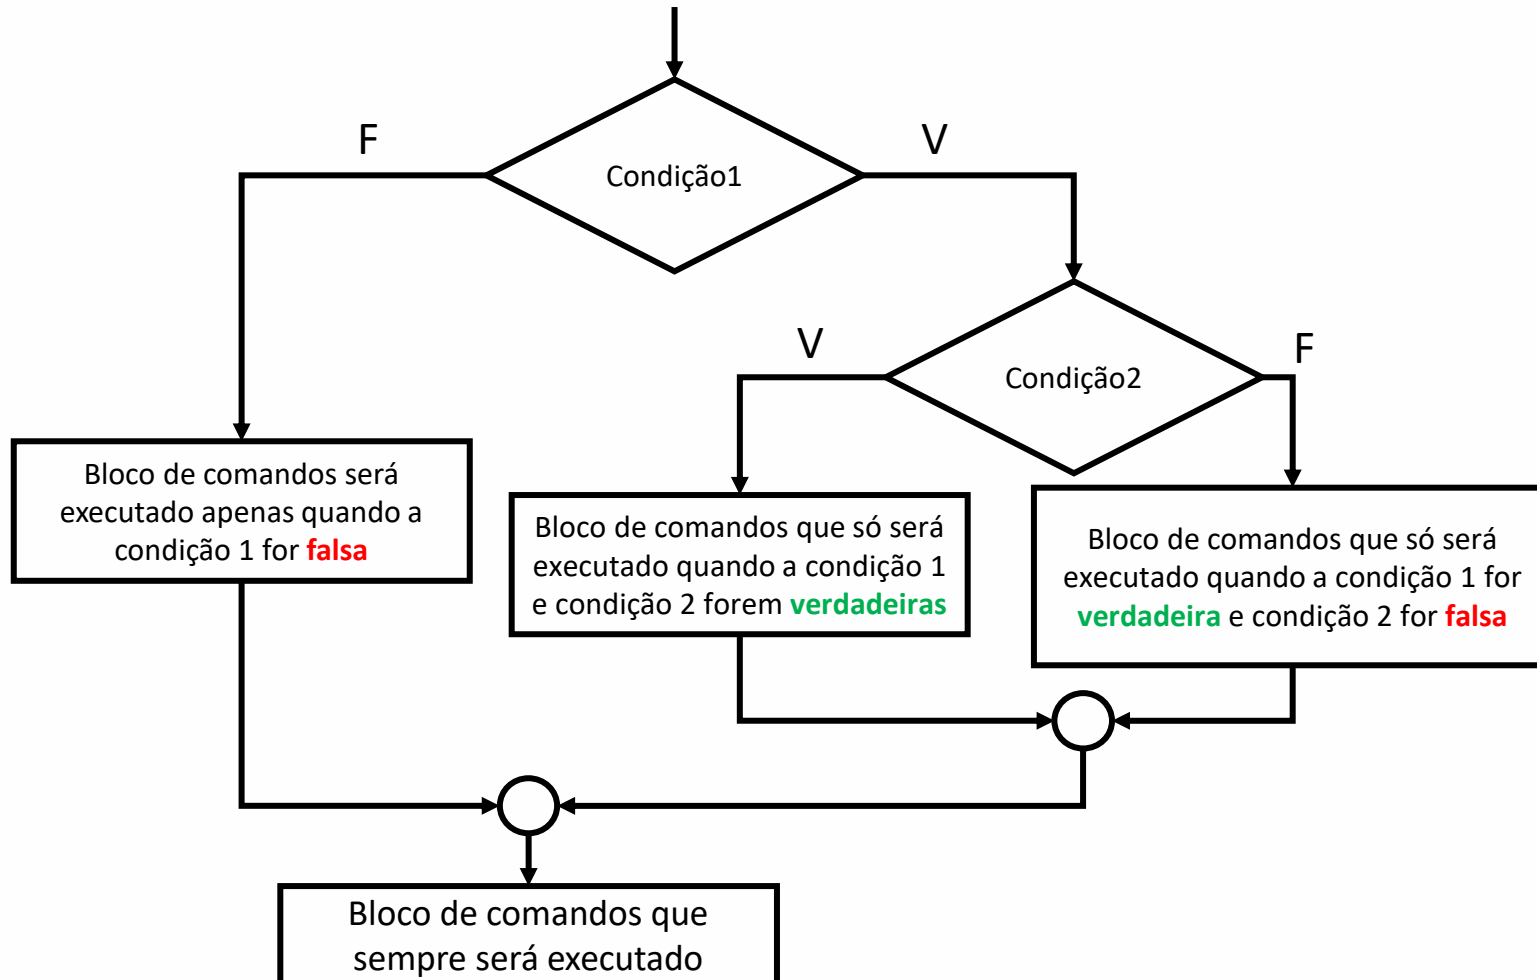 F
V
Condição1
V
F
Condição2
Bloco de comandos será
executado apenas quando a
condição 1 for falsa
Bloco de comandos que só será
executado quando a condição 1
e condição 2 forem verdadeiras
Bloco de comandos que só será
executado quando a condição 1 for
verdadeira e condição 2 for falsa
Bloco de comandos que
sempre será executado